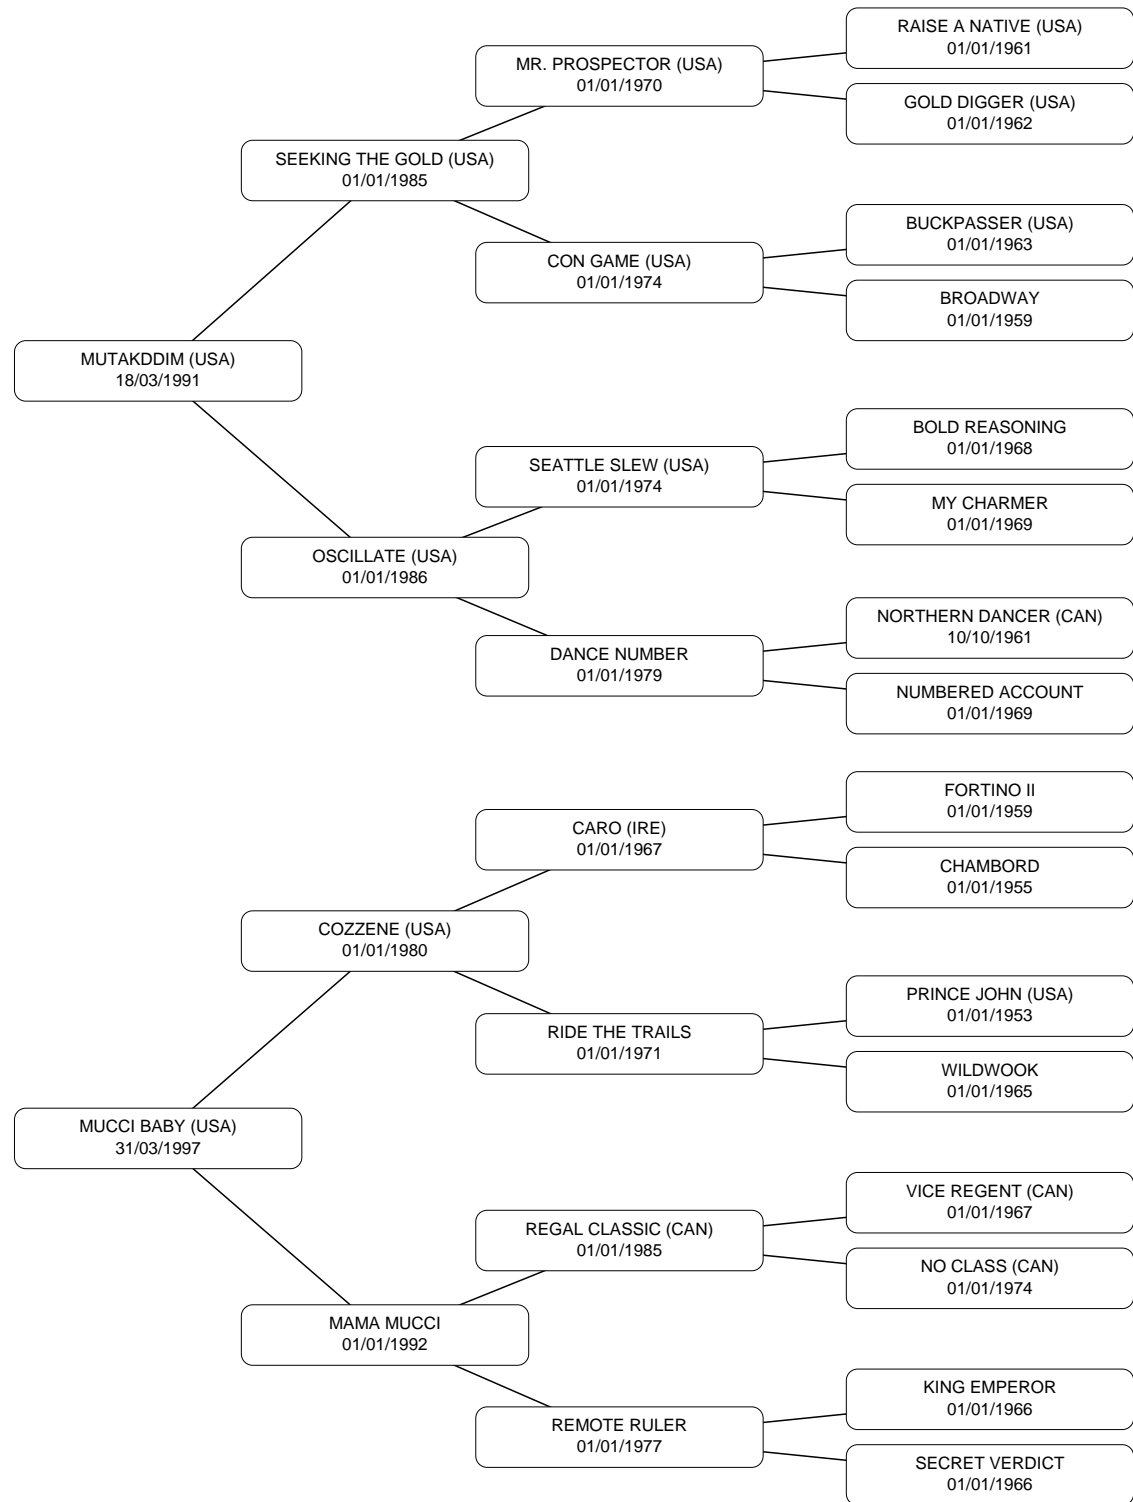 RAISE A NATIVE (USA)
01/01/1961
MR. PROSPECTOR (USA)
01/01/1970
GOLD DIGGER (USA)
01/01/1962
SEEKING THE GOLD (USA)
01/01/1985
BUCKPASSER (USA)
01/01/1963
CON GAME (USA)
01/01/1974
BROADWAY
01/01/1959
MUTAKDDIM (USA)
18/03/1991
BOLD REASONING
01/01/1968
SEATTLE SLEW (USA)
01/01/1974
MY CHARMER
01/01/1969
OSCILLATE (USA)
01/01/1986
NORTHERN DANCER (CAN)
10/10/1961
DANCE NUMBER
01/01/1979
NUMBERED ACCOUNT
01/01/1969
FORTINO II
01/01/1959
CARO (IRE)
01/01/1967
CHAMBORD
01/01/1955
COZZENE (USA)
01/01/1980
PRINCE JOHN (USA)
01/01/1953
RIDE THE TRAILS
01/01/1971
WILDWOOK
01/01/1965
MUCCI BABY (USA)
31/03/1997
VICE REGENT (CAN)
01/01/1967
REGAL CLASSIC (CAN)
01/01/1985
NO CLASS (CAN)
01/01/1974
MAMA MUCCI
01/01/1992
KING EMPEROR
01/01/1966
REMOTE RULER
01/01/1977
SECRET VERDICT
01/01/1966